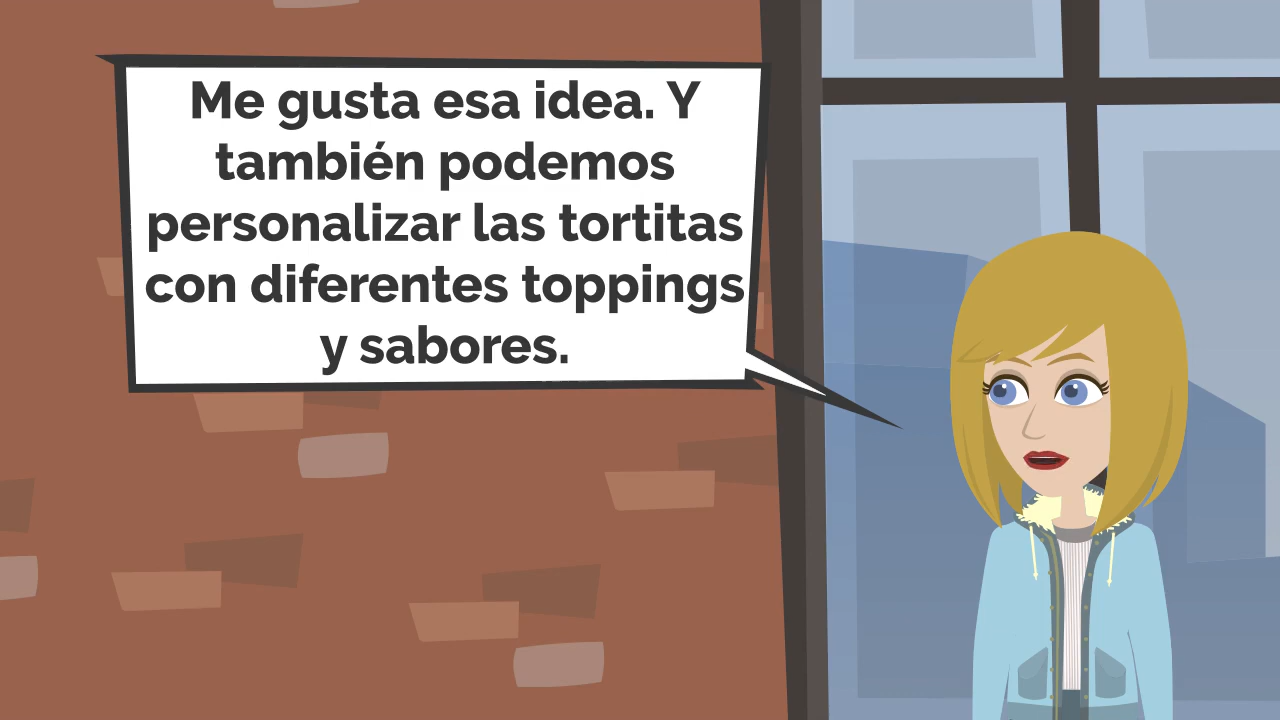 Me gusta esa idea. Y
también podemos
personalizar las tortitas
con diferentes toppings
y sabores.